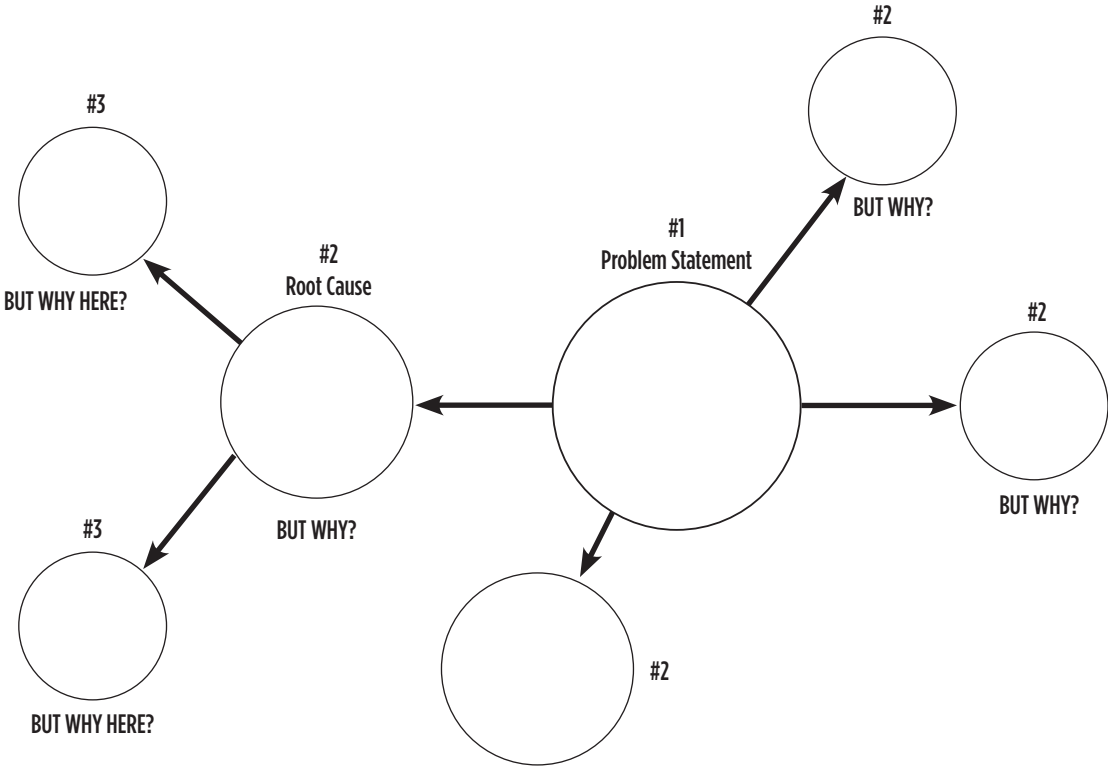 #2
BUT WHY?
#3
BUT WHY HERE?
#2
Root Cause
BUT WHY?
#1
Problem Statement
#2
BUT WHY?
#3
BUT WHY HERE?
#2